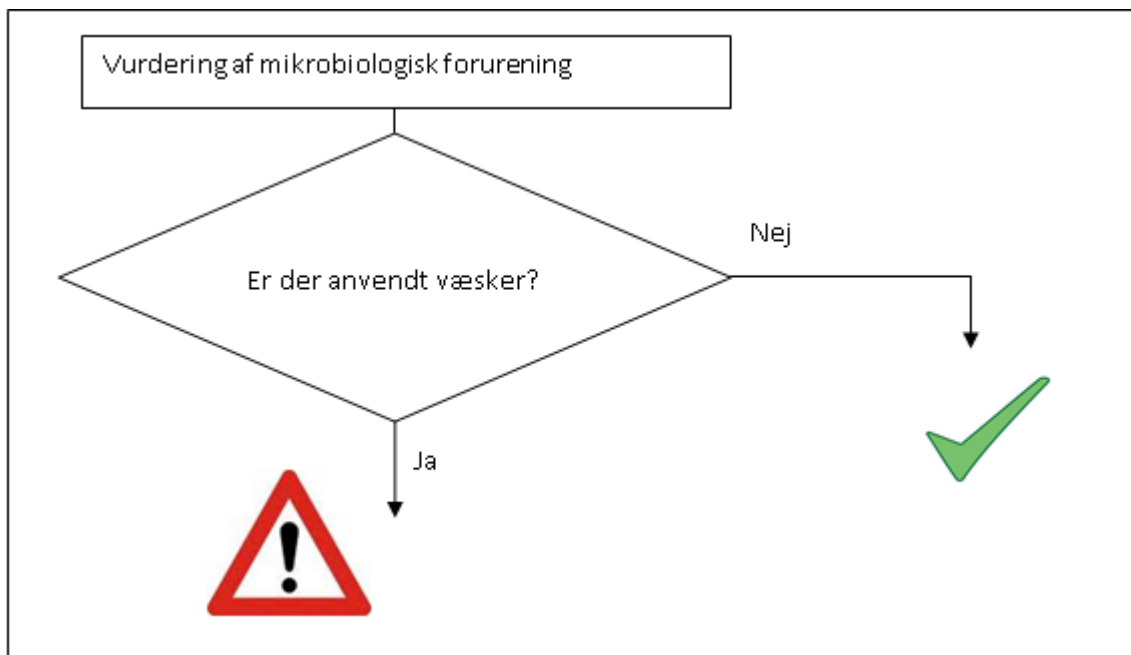 Vurdering af mikrobiologisk forurening
Er der anvendt væsker?
Nej
Ja